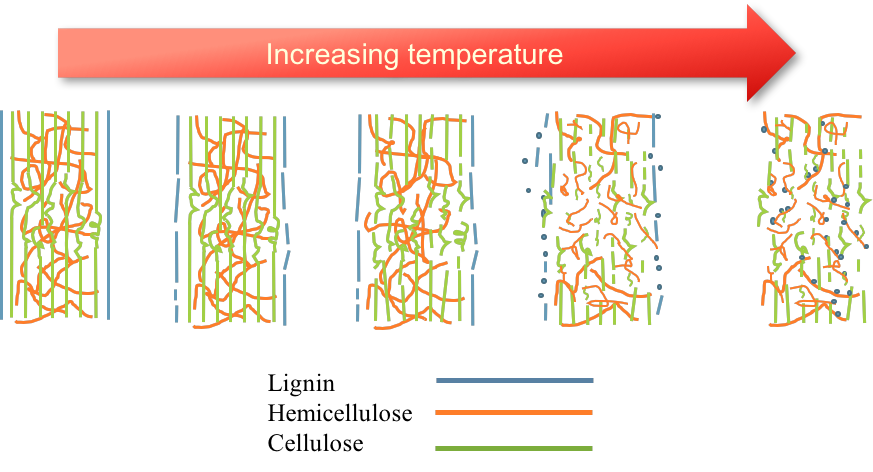 Increasing temperature
Lignin
Hemicellulose
Cellulose